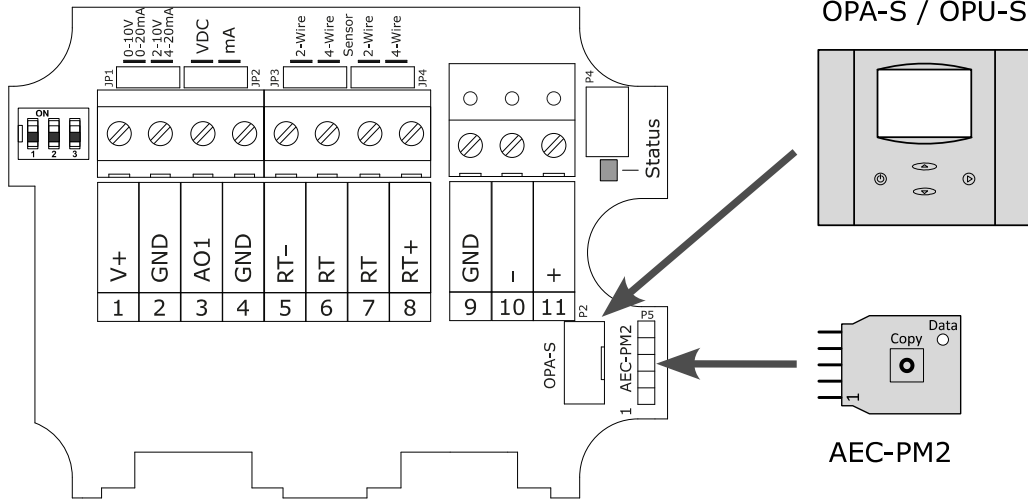 OPA-S / OPU-S
0-10V
0-20mA
2-10V
4-20mA
VDC
mA
2-Wire
4-Wire
Sensor
2-Wire
4-Wire
JP1
JP2
JP3
JP4
P4
ON
1 2 3
Status
V+
GND
AO1
GND
RT-
RT
RT
RT+
GND
-
+
1 2 3 4 5 6 7 8 9 10 11
P2
OPA-S
P5
AEC-PM2
1
Data
Copy
1
AEC-PM2